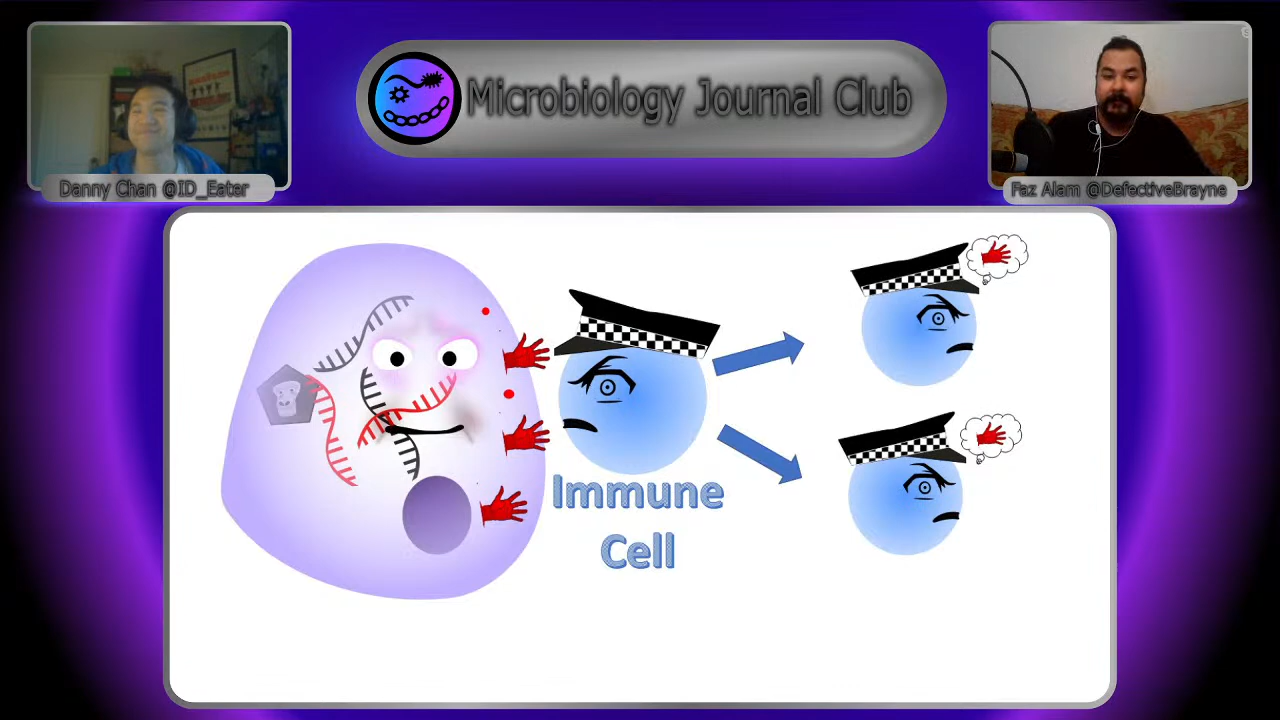 Microbiology Journal Club
Danny Chan @ID_Eater
Faz Alam @DefectiveBrayne
Immune
Cell